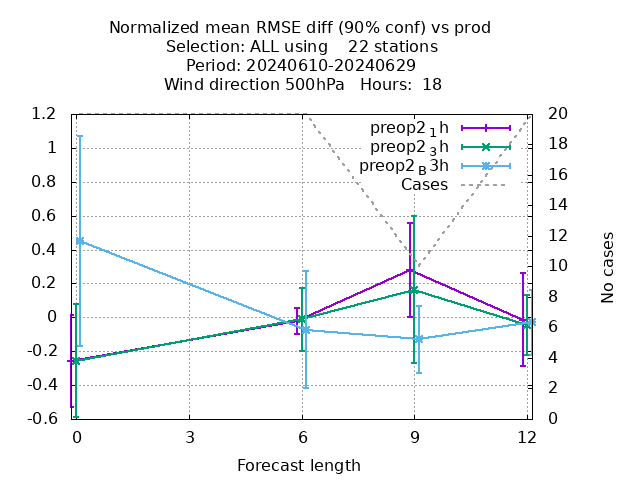 Normalized mean RMSE diff (90% conf) vs prod
Selection: ALL using    22 stations
Period: 20240610-20240629
Wind direction 500hPa   Hours:  18
preop2 1h
preop2 3h
preop2 B3h
Cases
1.2
1
0.8
0.6
0.4
0.2
0
-0.2
-0.4
-0.6
20
18
16
14
12
10
8
6
4
2
0
No cases
0 3 6 9 12
Forecast length